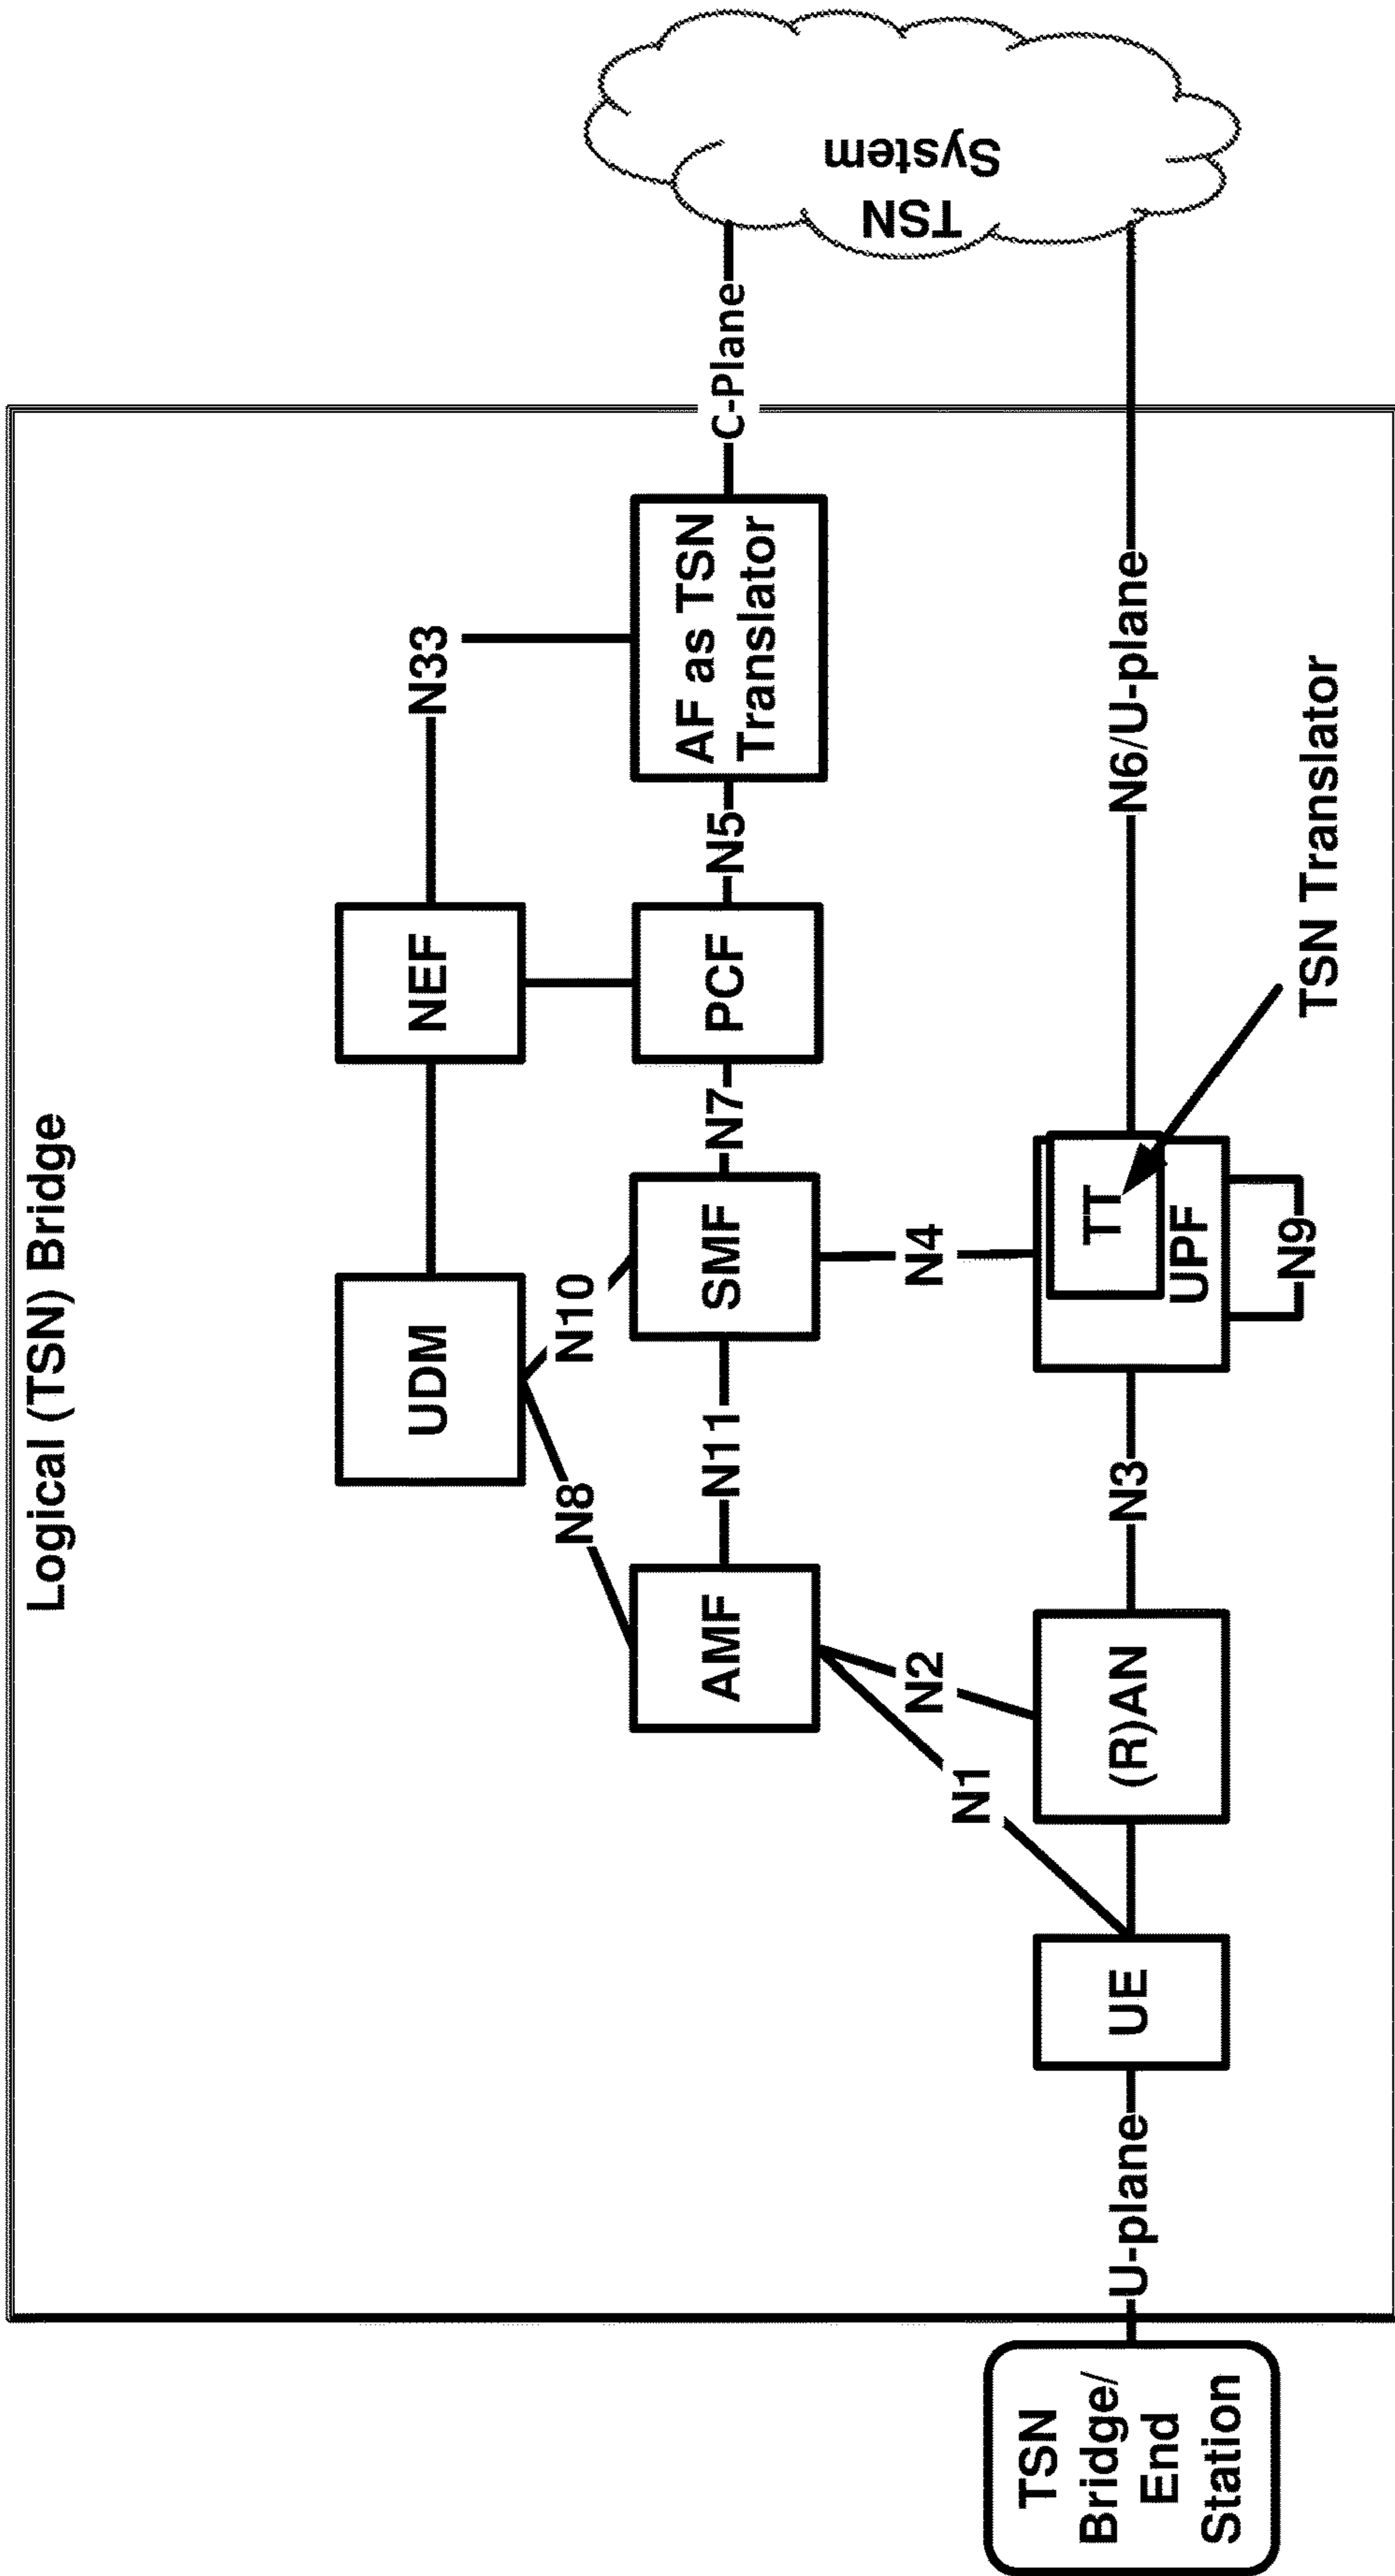 Logical (TSN) Bridge
UDM
NEF
N33
N8
N10
AMF
N11
SMF
N7
PCF
N5
AF as TSN
Translator
C-Plane
TSN
System
N1
N2
N4
TSN
Bridge/
End
Station
U-plane
UE
(R)AN
N3
TT
UPF
N6/U-plane
N9
TSN Translator